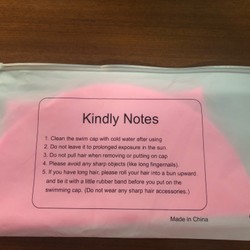 Kindly Notes
1. Clean the swim cap with cold water after using
2. Do not leave it to prolonged exposure in the sun.
3. Do not pull hair when removing or putting on cap
4. Please avoid any sharp objects (like long fingernails).
5. If you have long hair, please roll your hair into a bun upward
and tie it with a little rubber band before you put on the
swimming cap. (Do not wear any sharp hair accessories.)
Made in China